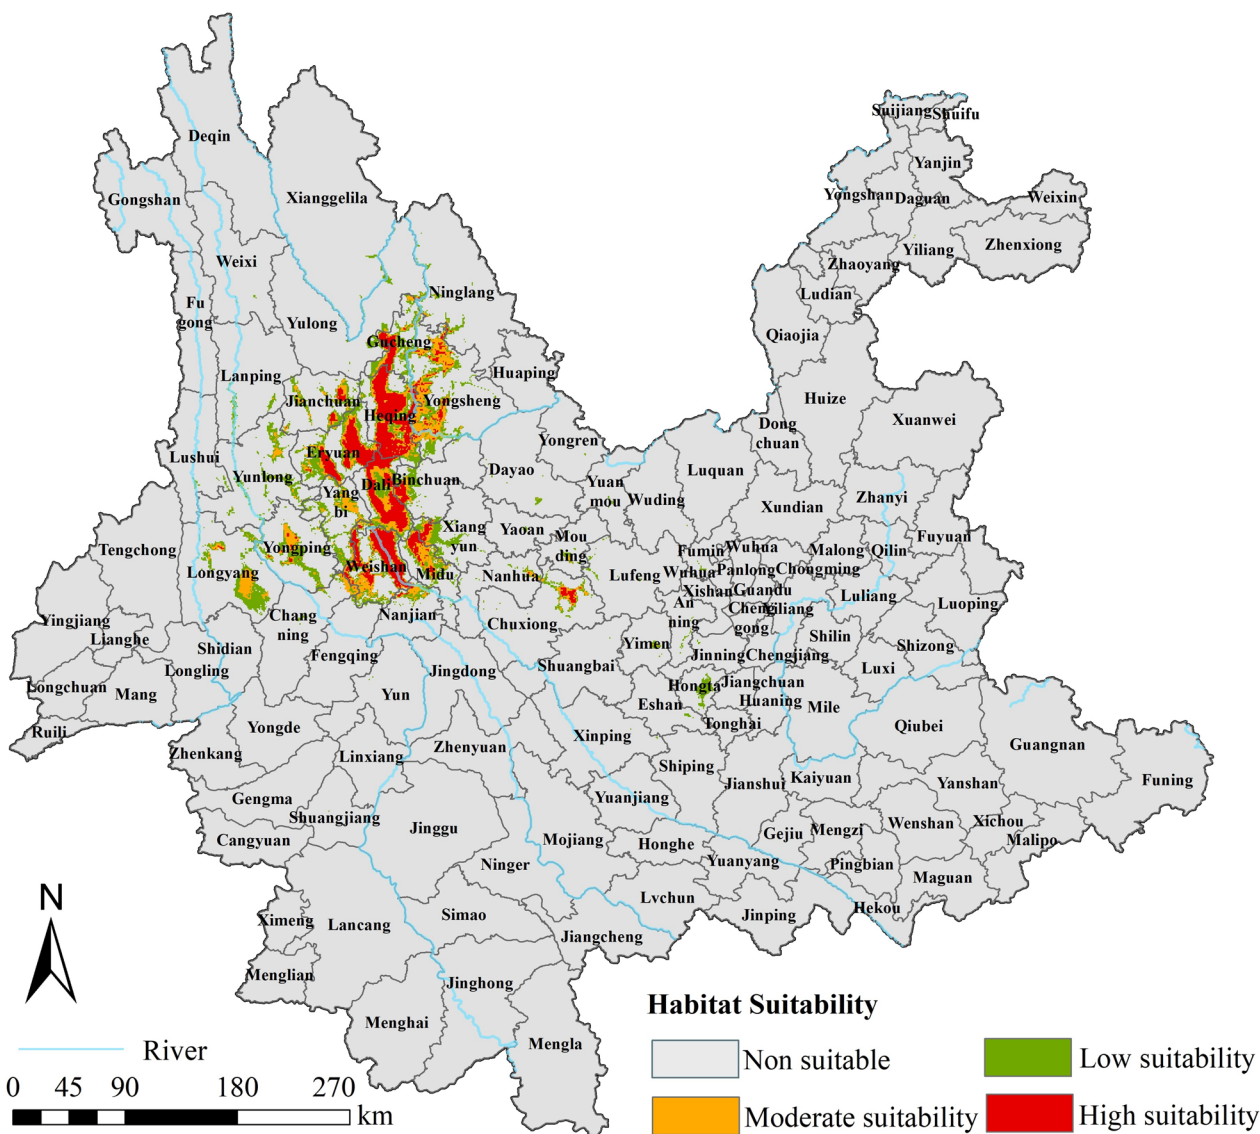 Suijiang
Shuifu
Deqin
Yanjin
Gongshan
Xianggelila
Yongshan
Daguan
Weixin
Zhenxiong
Yiliang
Weixi
Zhaoyang
Ninglang
Ludian
Fu
gong
Yulong
Qiaojia
Gucheng
Huaping
Lanping
Jianchuan
Yongsheng
Huize
Heqing
Xuanwei
Dong
chuan
Yongren
Eryuan
Lushui
Dayao
Luquan
Yunlong
Binchuan
Dali
Yang
bi
Yuan
mou
Wuding
Zhanyi
Xundian
Xiang
yun
Yaoan
Mou
ding
Fuyuan
Tengchong
Yongping
Fumin
Wuhua
Malong
Qilin
Weishan
Midu
Longyang
Nanhua
Lufeng
Wuhua
Panlong
Chongming
Xishan
Guandu
Luliang
Luoping
An
ning
Cheng
gong
Yiliang
Chang
ning
Nanjian
Yingjiang
Chuxiong
Lianghe
Shilin
Shidian
Yimen
Shizong
Fengqing
Jinning
Chengjiang
Shuangbai
Luxi
Longling
Jingdong
Longchuan
Mang
Hongta
Jiangchuan
Yun
Eshan
Huaning
Mile
Tonghai
Yongde
Qiubei
Ruili
Xinping
Guangnan
Zhenkang
Linxiang
Zhenyuan
Shiping
Jianshui
Kaiyuan
Yanshan
Funing
Gengma
Yuanjiang
Shuangjiang
Jinggu
Wenshan
Xichou
Cangyuan
Mojiang
Honghe
Gejiu
Mengzi
Malipo
Ninger
Yuanyang
Pingbian
Maguan
Lvchun
Hekou
N
Ximeng
Lancang
Simao
Jinping
Jiangcheng
Menglian
Jinghong
Menghai
Mengla
Habitat Suitability
River
Non suitable
Low suitability
0 45 90 180 270
km
Moderate suitability
High suitability